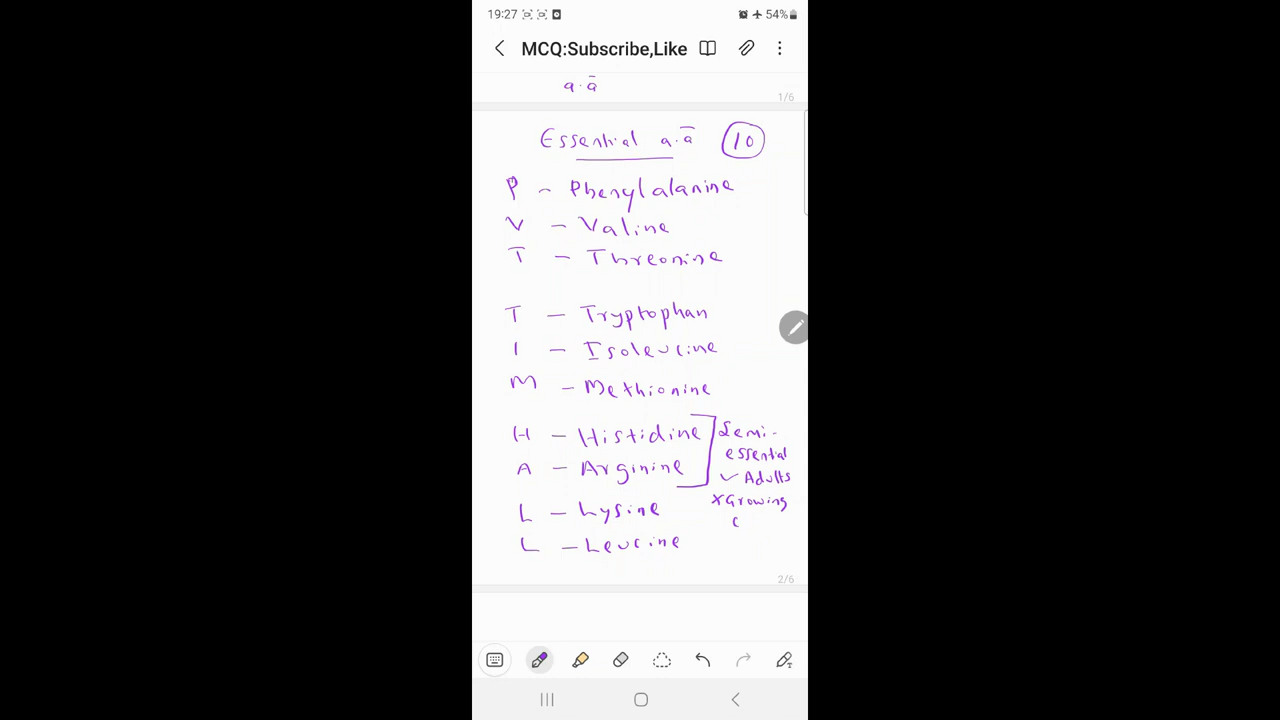 19:27 54%
MCQ:Subscribe,Like
a.ā
1/6
Essential a.ā 10
P - Phenylalanine
V - Valine
T - Threonine
T - Tryptophan
I - Isoleucine
M - Methionine
H - Histidine
A - Arginine
Semi-
essential
✓ Adults
x Growing
C
L - Lysine
L - Leucine
2/6